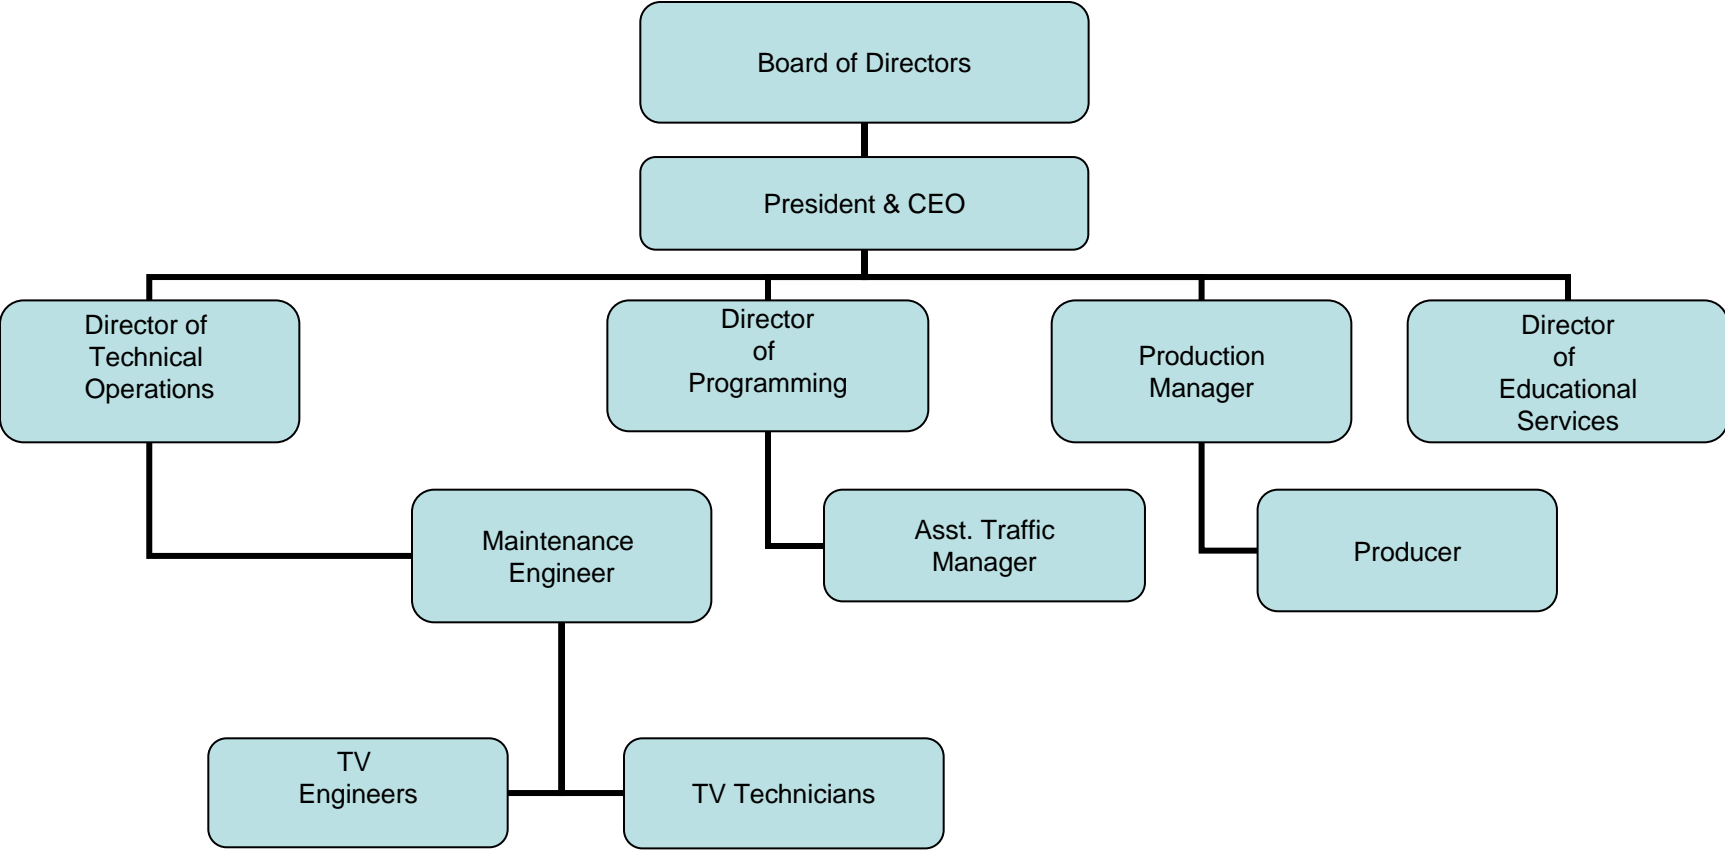 Board of Directors
President & CEO
Director of
Technical
Operations
Director
of
Programming
Production
Manager
Director
of
Educational
Services
Maintenance
Engineer
Asst. Traffic
Manager
Producer
TV
Engineers
TV Technicians